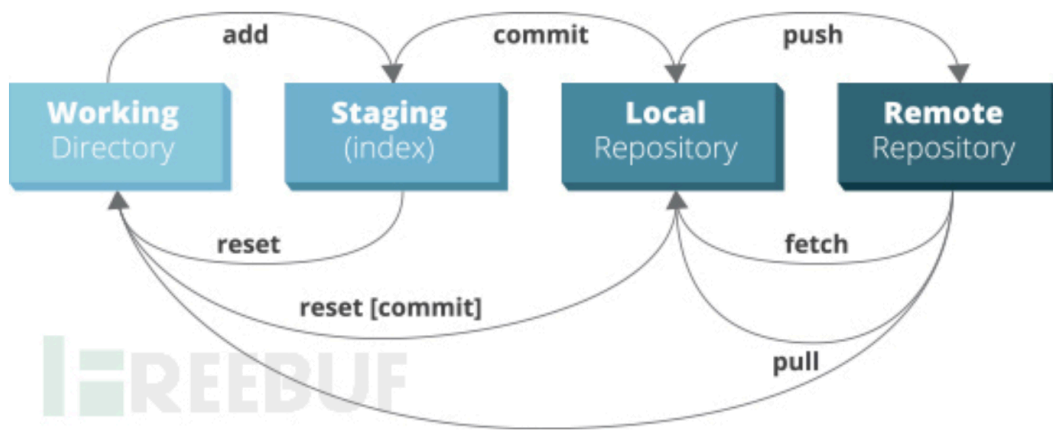 add
commit
push
Working
Directory
Staging
(index)
Local
Repository
Remote
Repository
reset
fetch
reset [commit]
pull
FREEBUF